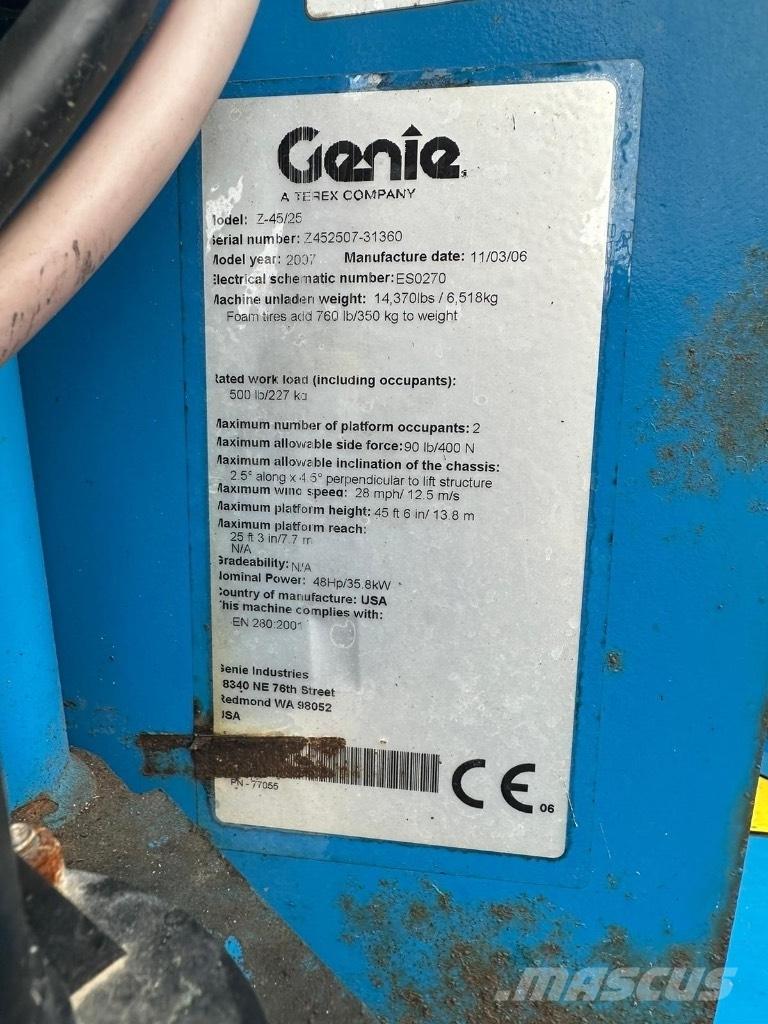 Genie
A TEREX COMPANY
Model: Z-45/25
Serial number: Z452507-31360
Model year: 2007 Manufacture date: 11/03/06
Electrical schematic number: ES0270
Machine unladen weight: 14,370lbs / 6,518kg
Foam tires add 760 lb/350 kg to weight
Rated work load (including occupants):
500 lb/227 kg
Maximum number of platform occupants: 2
Maximum allowable side force: 90 lb/400 N
Maximum allowable inclination of the chassis:
2.5° along x 4.5° perpendicular to lift structure
Maximum wind speed: 28 mph/ 12.5 m/s
Maximum platform height: 45 ft 6 in/ 13.8 m
Maximum platform reach:
25 ft 3 in/7.7 m
N/A
Gradeability: N/A
Nominal Power: 48Hp/35.8kW
Country of manufacture: USA
This machine complies with:
EN 280:2001
Genie Industries
18340 NE 76th Street
Redmond WA 98052
USA
PN - 77055
CE 06
MASCUS